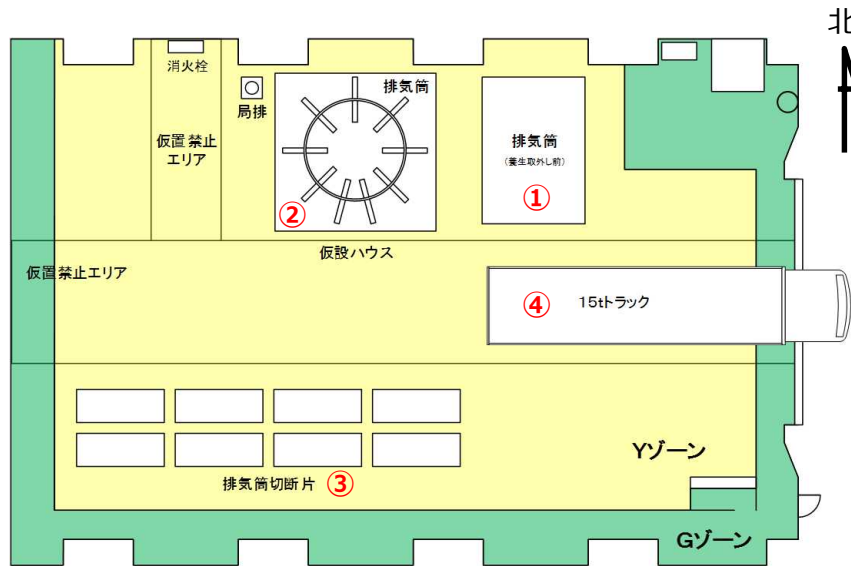 北
消火栓
排気筒
局排
仮置禁止
エリア
排気筒
(養生取外し前)
①
②
仮設ハウス
仮置禁止エリア
④
15tトラック
Yゾーン
排気筒切断片
③
Gゾーン